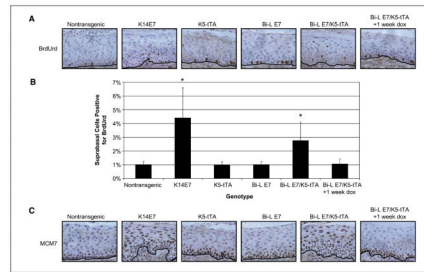 A
Nontransgenic K14E7 K5-tTA Bi-L E7 Bi-L E7/K5-tTA Bi-L E7/K5-tTA
+1 week dox
BrdUrd
B
Suprabasal Cells Positive
for BrdUrd
7%
6%
5%
4%
3%
2%
1%
0%
*
*
Nontransgenic K14E7 K5-tTA Bi-L E7 Bi-L E7/K5-tTA Bi-L E7/K5-tTA
+1 week dox
Genotype
C
Nontransgenic K14E7 K5-tTA Bi-L E7 Bi-L E7/K5-tTA Bi-L E7/K5-tTA
+1 week dox
MCM7